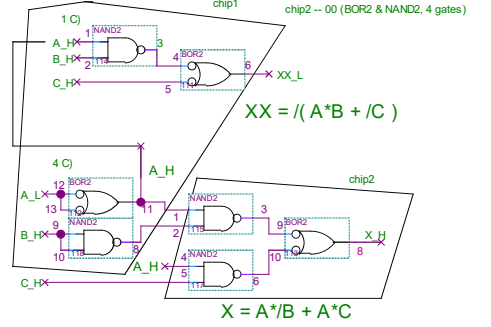 chip1
1 C)
chip2 -- 00 (BOR2 & NAND2, 4 gates)
NAND2
1
A_H
3
B_H
2
BOR2
4
6
XX_L
C_H
5
XX = /( A*B + /C )
4 C)
A_H
BOR2
12
A_L
13
11
chip2
NAND2
9
B_H
8
10
NAND2
1
3
2
BOR2
9
X_H
10
8
A_H
NAND2
4
5
6
C_H
X = A*/B + A*C